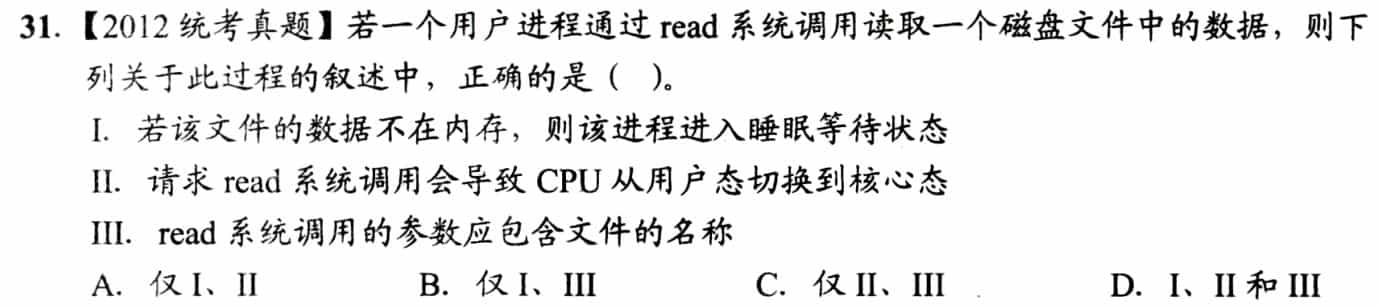 31.【2012 统考真题】若一个用户进程通过 read 系统调用读取一个磁盘文件中的数据，则下
列关于此过程的叙述中，正确的是（ ）。
I. 若该文件的数据不在内存，则该进程进入睡眠等待状态
II. 请求 read 系统调用会导致 CPU 从用户态切换到核心态
III. read 系统调用的参数应包含文件的名称
A. 仅 I、II B. 仅 I、III C. 仅 II、III D. I、II 和 III